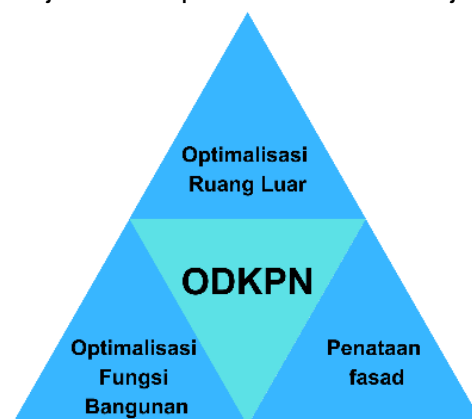 Optimalisasi
Ruang Luar
ODKPN
Optimalisasi
Fungsi
Bangunan
Penataan
fasad